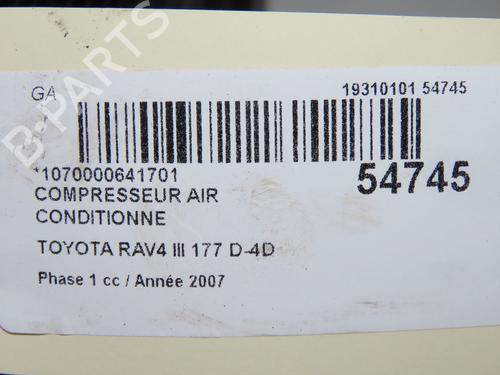 B-PARTS
GA
19310101 54745
*1070000641701
54745
COMPRESSEUR AIR
CONDITIONNE
TOYOTA RAV4 III 177 D-4D
Phase 1 cc / Année 2007